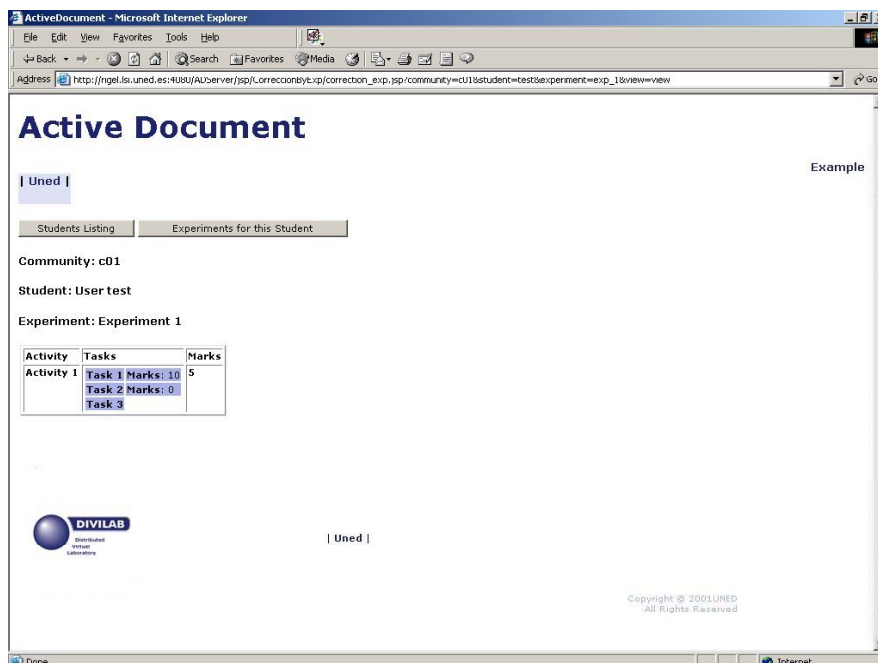 ActiveDocument - Microsoft Internet Explorer
File Edit View Favorites Tools Help
Back Search Favorites Media
Address http://rigel.lsi.uned.es:4080/ADServer/jsp/CorreccionByExp/correction_exp.jsp?community=c01&student=test&experiment=exp_1&view=view Go
Active Document
Example
| Uned |
Students Listing Experiments for this Student
Community: c01
Student: User test
Experiment: Experiment 1
Activity Tasks Marks
Activity 1 Task 1 Marks: 10 5
Task 2 Marks: 0
Task 3
DIVILAB
Distributed
Virtual
Laboratory
| Uned |
Copyright © 2001UNED
All Rights Reserved
Done Internet